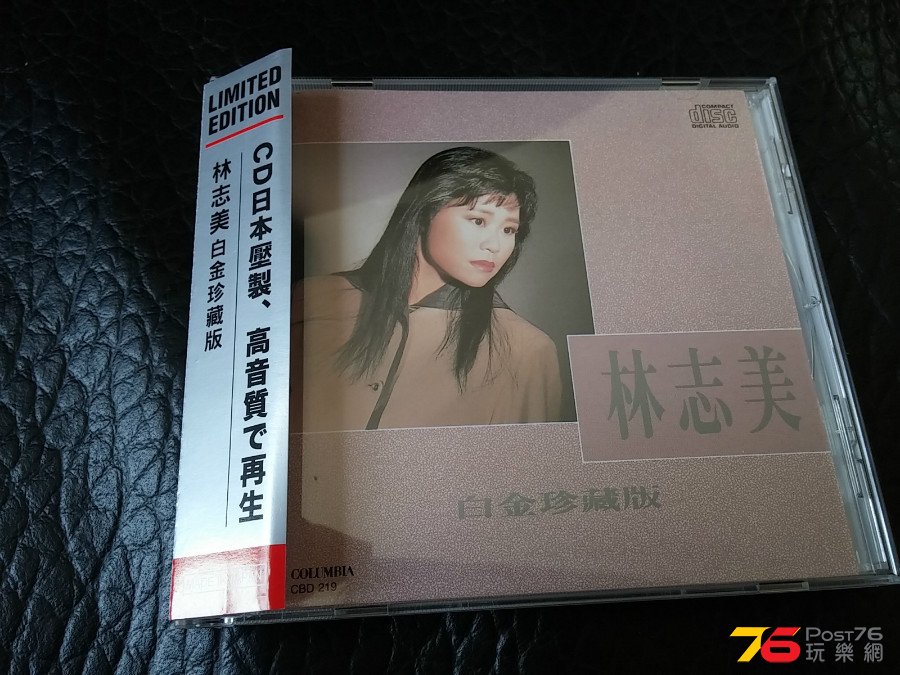 LIMITED
EDITION
林志美 白金珍藏版
CD日本壓製、高音質で再生
COMPACT
disc
DIGITAL AUDIO
林志美
白金珍藏版
COLUMBIA
CBD 219
76 POST76
玩樂網